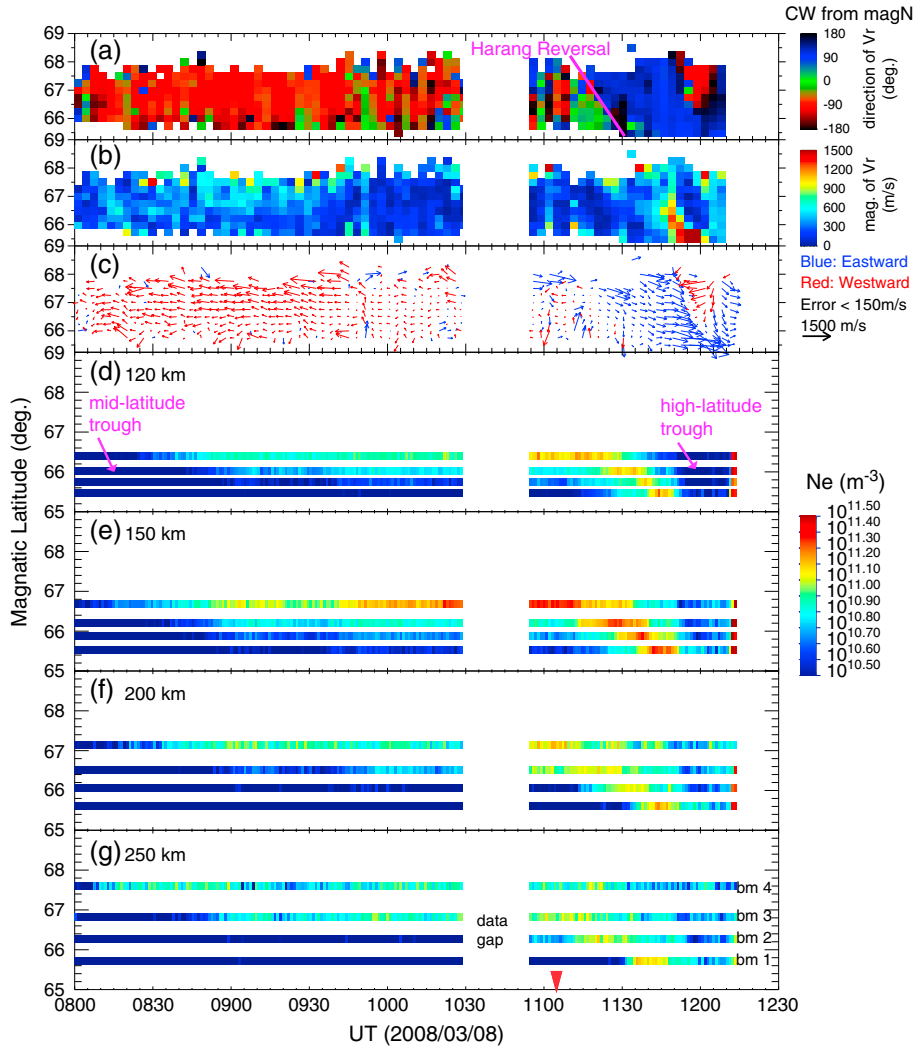 CW from magN
69
(a)
Harang Reversal
180
68
90
67
0
66
-90
69
-180
direction of Vr
(deg.)
(b)
1500
68
1200
67
900
600
66
300
69
0
mag. of Vr
(m/s)
(c)
Blue: Eastward
68
Red: Westward
67
Error < 150m/s
66
1500 m/s
69
(d) 120 km
68
mid-latitude
trough
high-latitude
trough
67
66
65
Ne (m-3)
(e) 150 km
10^11.50
10^11.40
68
10^11.30
10^11.20
67
10^11.10
10^11.00
66
10^10.90
10^10.80
10^10.70
65
10^10.60
10^10.50
(f) 200 km
68
67
66
65
(g) 250 km
68
bm 4
67
data
gap
bm 3
66
bm 2
bm 1
65
0800 0830 0900 0930 1000 1030 1100 1130 1200 1230
UT (2008/03/08)
Magnetic Latitude (deg.)